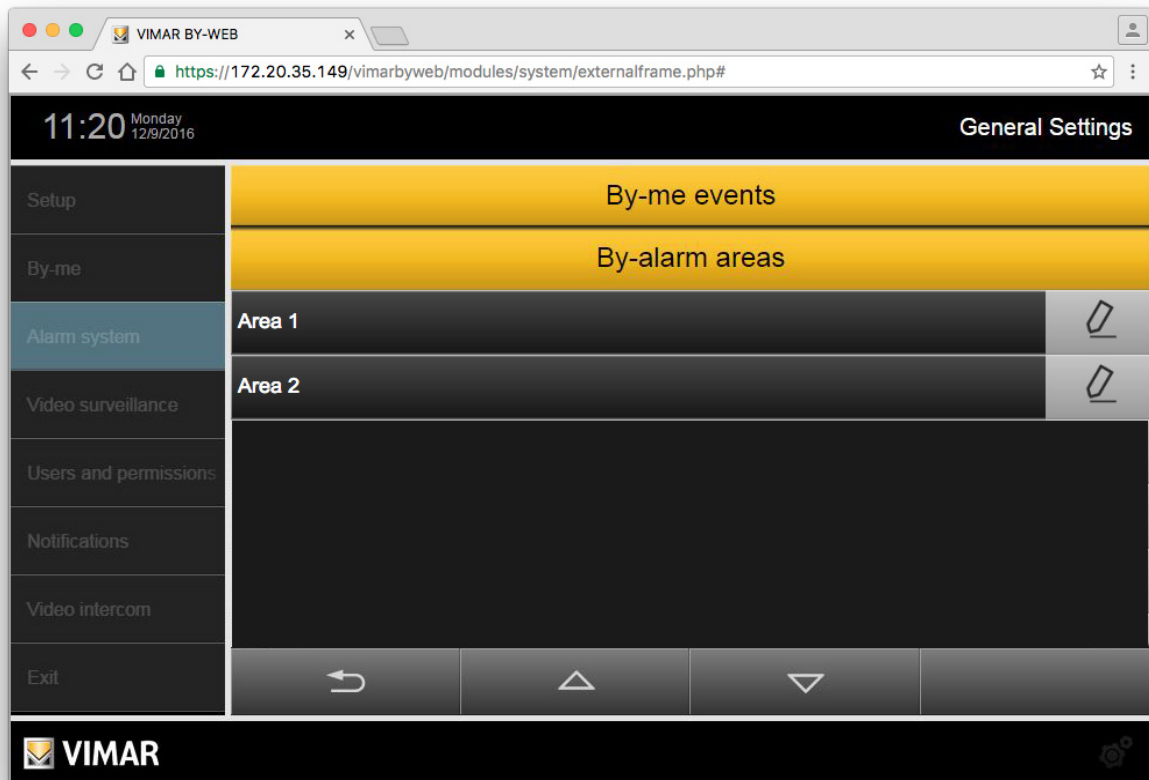 VIMAR BY-WEB
https://172.20.35.149/vimarbyweb/modules/system/externalframe.php#
11:20 Monday
12/9/2016
General Settings
Setup
By-me
Alarm system
Video surveillance
Users and permissions
Notifications
Video intercom
Exit
By-me events
By-alarm areas
Area 1
Area 2
VIMAR